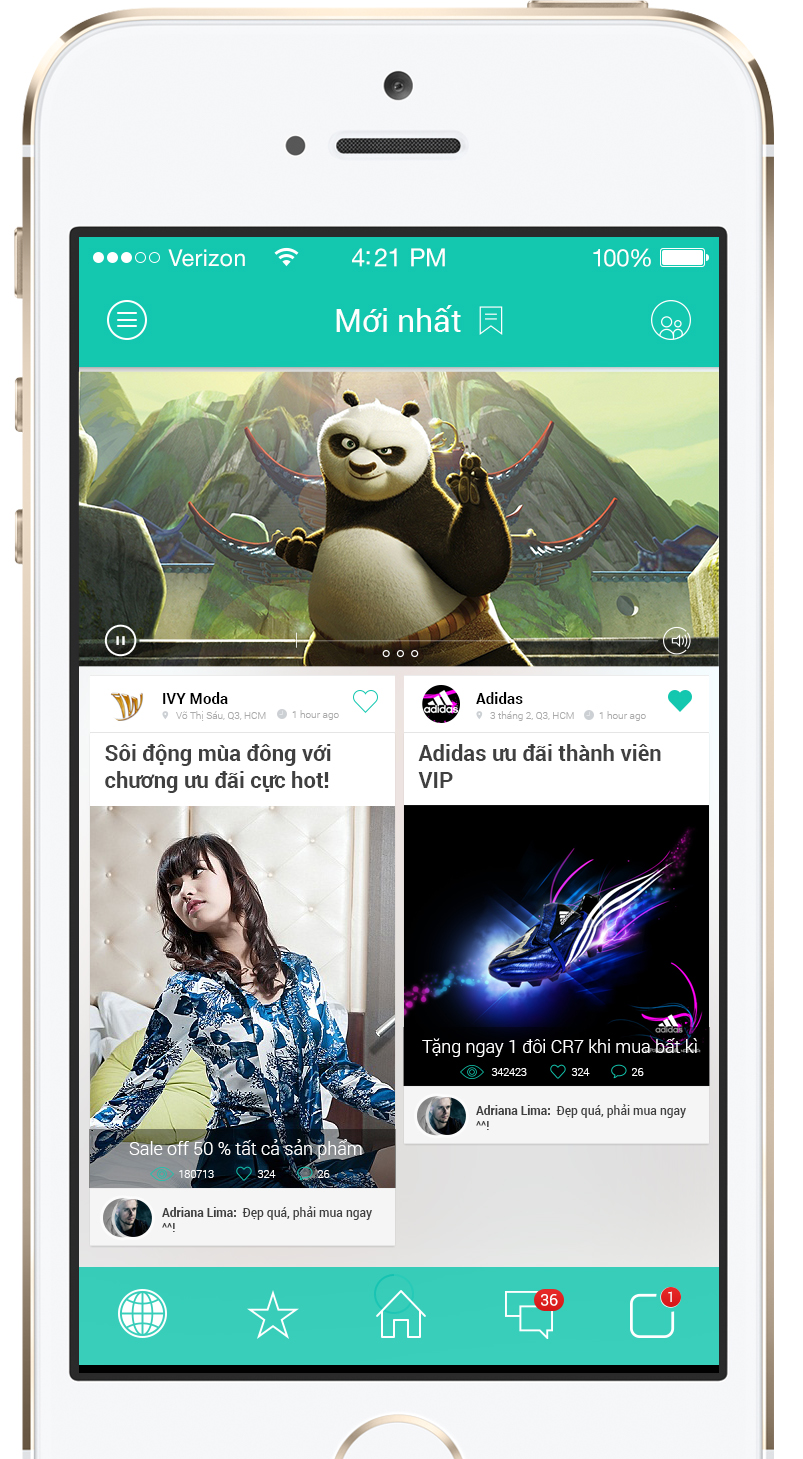 Verizon 4:21 PM 100%
Mới nhất
IVY Moda
Võ Thị Sáu, Q3, HCM 1 hour ago
Sôi động mùa đông với
chương ưu đãi cực hot!
Sale off 50 % tất cả sản phẩm
180713 324 26
Adriana Lima: Đẹp quá, phải mua ngay
^^!
adidas
Adidas
3 tháng 2, Q3, HCM 1 hour ago
Adidas ưu đãi thành viên
VIP
adidas
Tặng ngay 1 đôi CR7 khi mua bất kì
342423 324 26
Adriana Lima: Đẹp quá, phải mua ngay
^^!
36
1